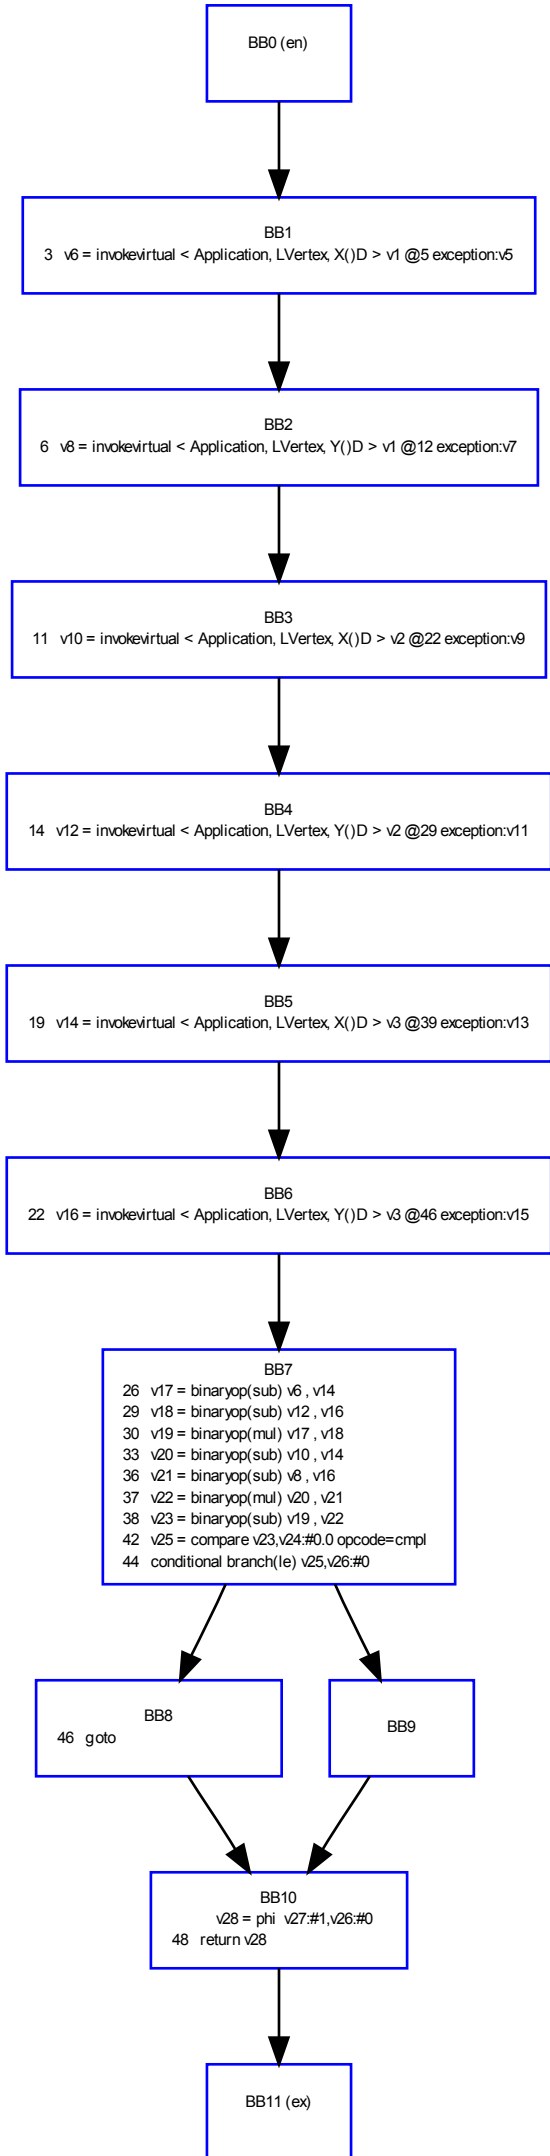 BB0 (en)
BB1
3 v6 = invokevirtual < Application, LVertex, X()D > v1 @5 exception:v5
BB2
6 v8 = invokevirtual < Application, LVertex, Y()D > v1 @12 exception:v7
BB3
11 v10 = invokevirtual < Application, LVertex, X()D > v2 @22 exception:v9
BB4
14 v12 = invokevirtual < Application, LVertex, Y()D > v2 @29 exception:v11
BB5
19 v14 = invokevirtual < Application, LVertex, X()D > v3 @39 exception:v13
BB6
22 v16 = invokevirtual < Application, LVertex, Y()D > v3 @46 exception:v15
BB7
26 v17 = binaryop(sub) v6 , v14
29 v18 = binaryop(sub) v12 , v16
30 v19 = binaryop(mul) v17 , v18
33 v20 = binaryop(sub) v10 , v14
36 v21 = binaryop(sub) v8 , v16
37 v22 = binaryop(mul) v20 , v21
38 v23 = binaryop(sub) v19 , v22
42 v25 = compare v23,v24:#0.0 opcode=cmpl
44 conditional branch(le) v25,v26:#0
BB8
46 goto
BB9
BB10
v28 = phi v27:#1,v26:#0
48 return v28
BB11 (ex)